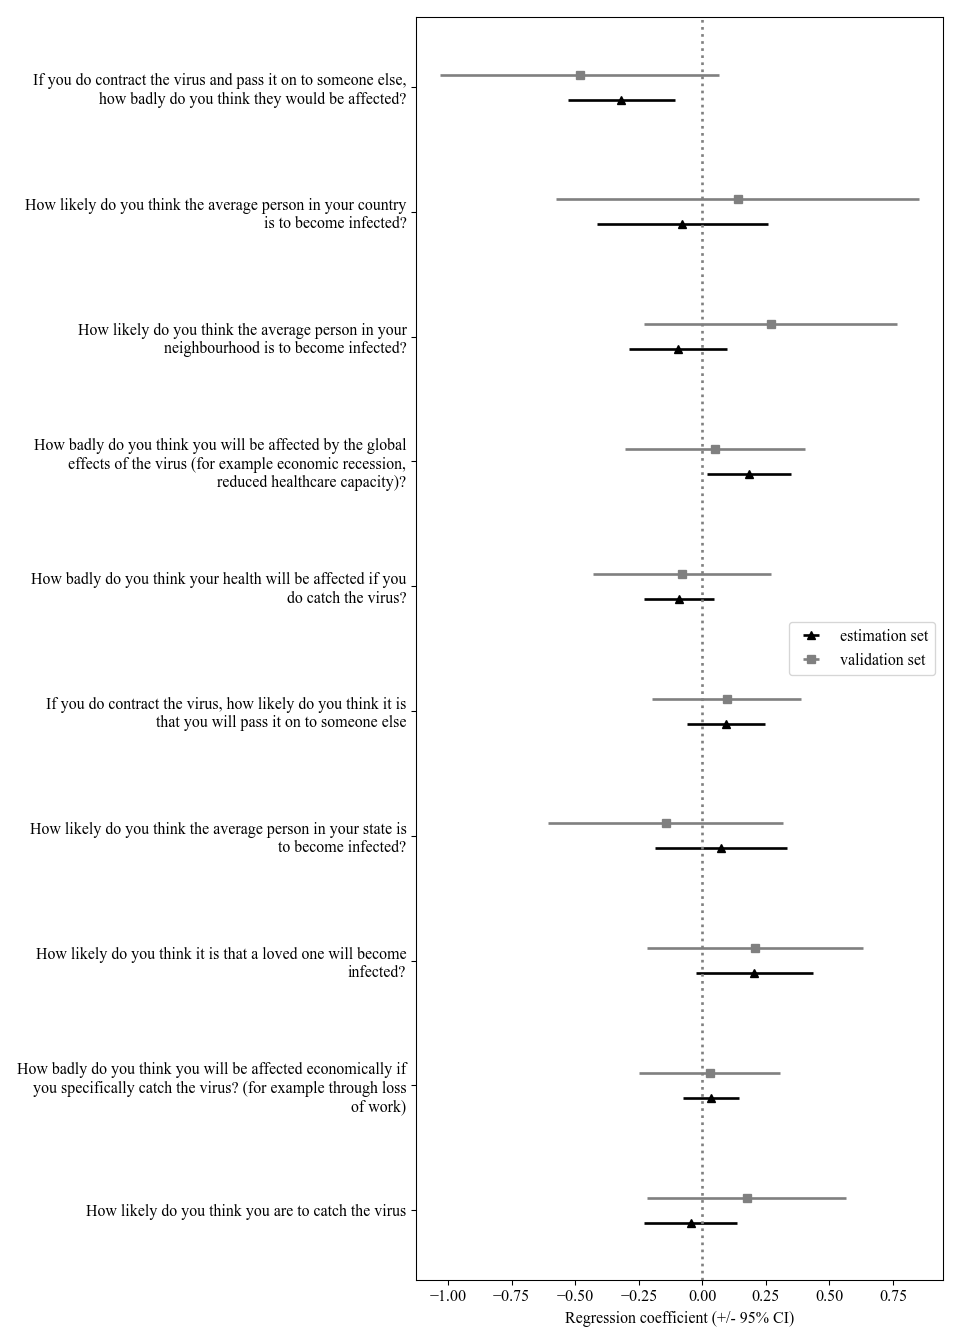 If you do contract the virus and pass it on to someone else,
how badly do you think they would be affected?
How likely do you think the average person in your country
is to become infected?
How likely do you think the average person in your
neighbourhood is to become infected?
How badly do you think you will be affected by the global
effects of the virus (for example economic recession,
reduced healthcare capacity)?
How badly do you think your health will be affected if you
do catch the virus?
estimation set
validation set
If you do contract the virus, how likely do you think it is
that you will pass it on to someone else
How likely do you think the average person in your state is
to become infected?
How likely do you think it is that a loved one will become
infected?
How badly do you think you will be affected economically if
you specifically catch the virus? (for example through loss
of work)
How likely do you think you are to catch the virus
−1.00 −0.75 −0.50 −0.25 0.00 0.25 0.50 0.75
Regression coefficient (+/- 95% CI)